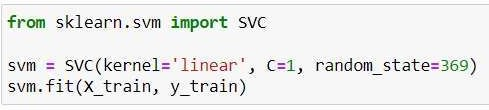 from sklearn.svm import SVC
svm = SVC(kernel='linear', C=1, random_state=369)
svm.fit(X_train, y_train)